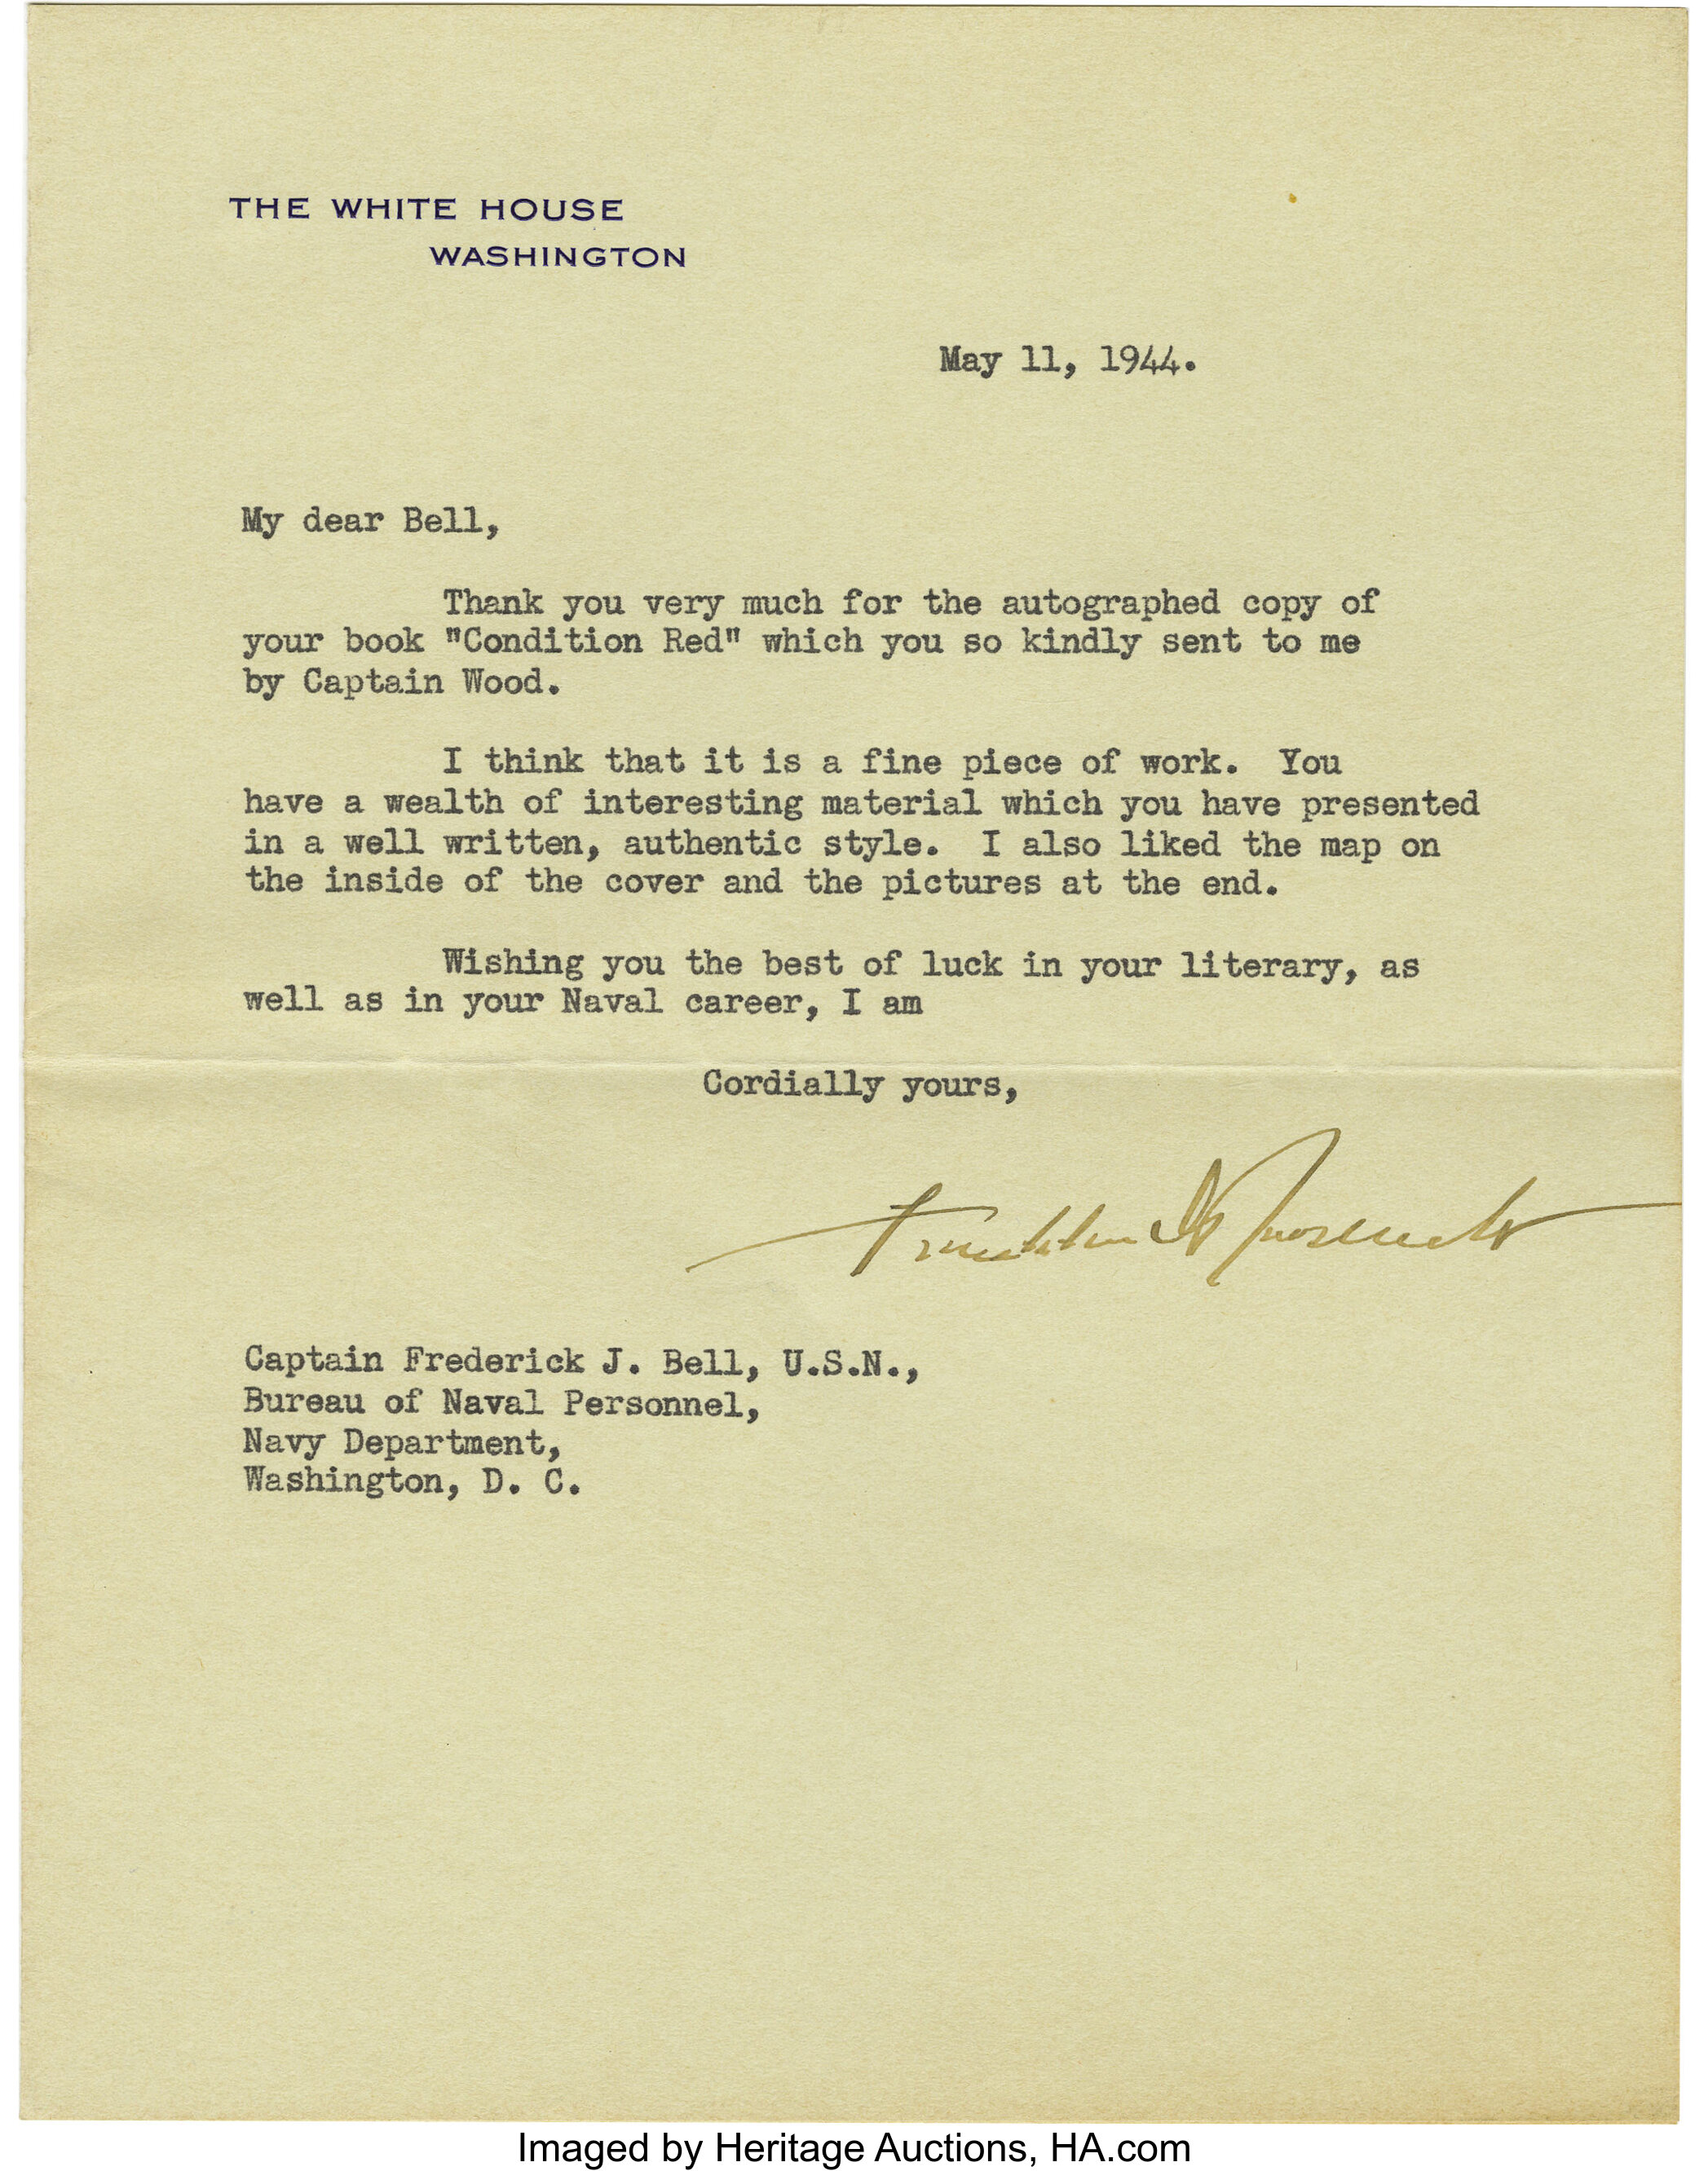 THE WHITE HOUSE
WASHINGTON
May 11, 1944.
My dear Bell,
Thank you very much for the autographed copy of
your book "Condition Red" which you so kindly sent to me
by Captain Wood.
I think that it is a fine piece of work. You
have a wealth of interesting material which you have presented
in a well written, authentic style. I also liked the map on
the inside of the cover and the pictures at the end.
Wishing you the best of luck in your literary, as
well as in your Naval career, I am
Cordially yours,
Franklin D Roosevelt
Captain Frederick J. Bell, U.S.N.,
Bureau of Naval Personnel,
Navy Department,
Washington, D. C.
Imaged by Heritage Auctions, HA.com